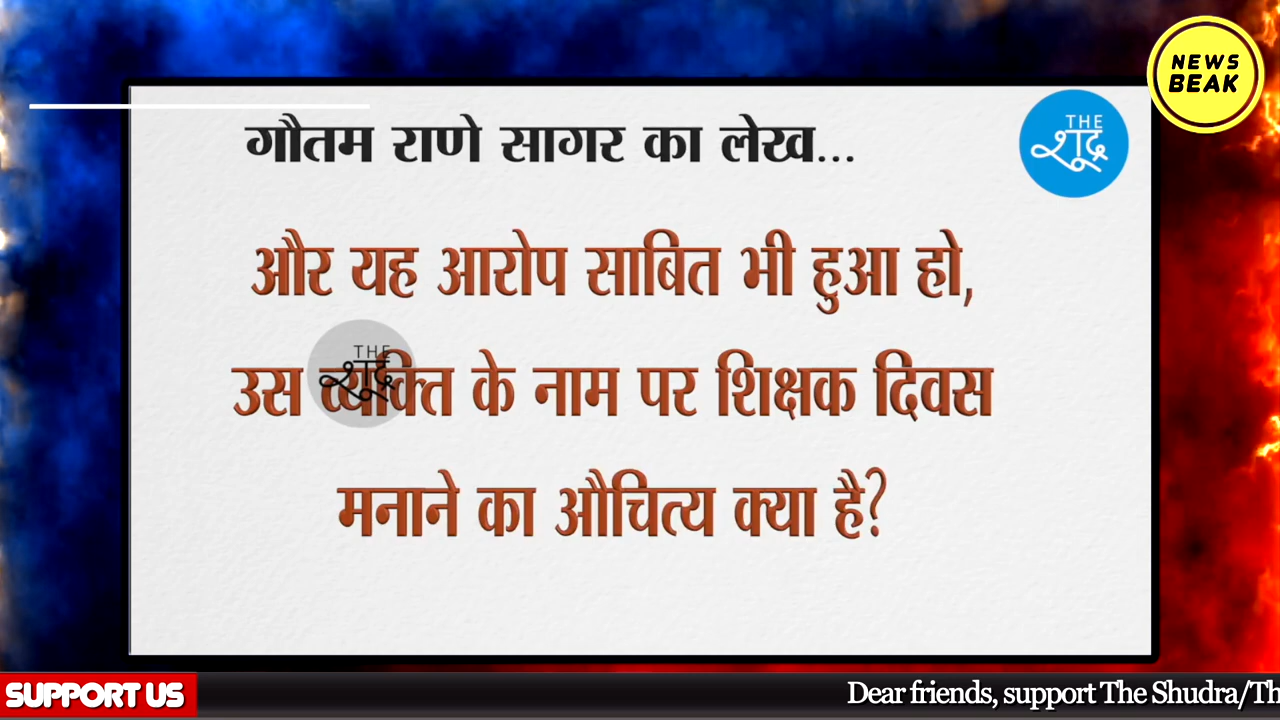 NEWS
BEAK
THE
शूद्र
गौतम राणे सागर का लेख...
और यह आरोप साबित भी हुआ हो,
THE
शूद्र
उस व्यक्ति के नाम पर शिक्षक दिवस
मनाने का औचित्य क्या है?
SUPPORT US
Dear friends, support The Shudra/Th